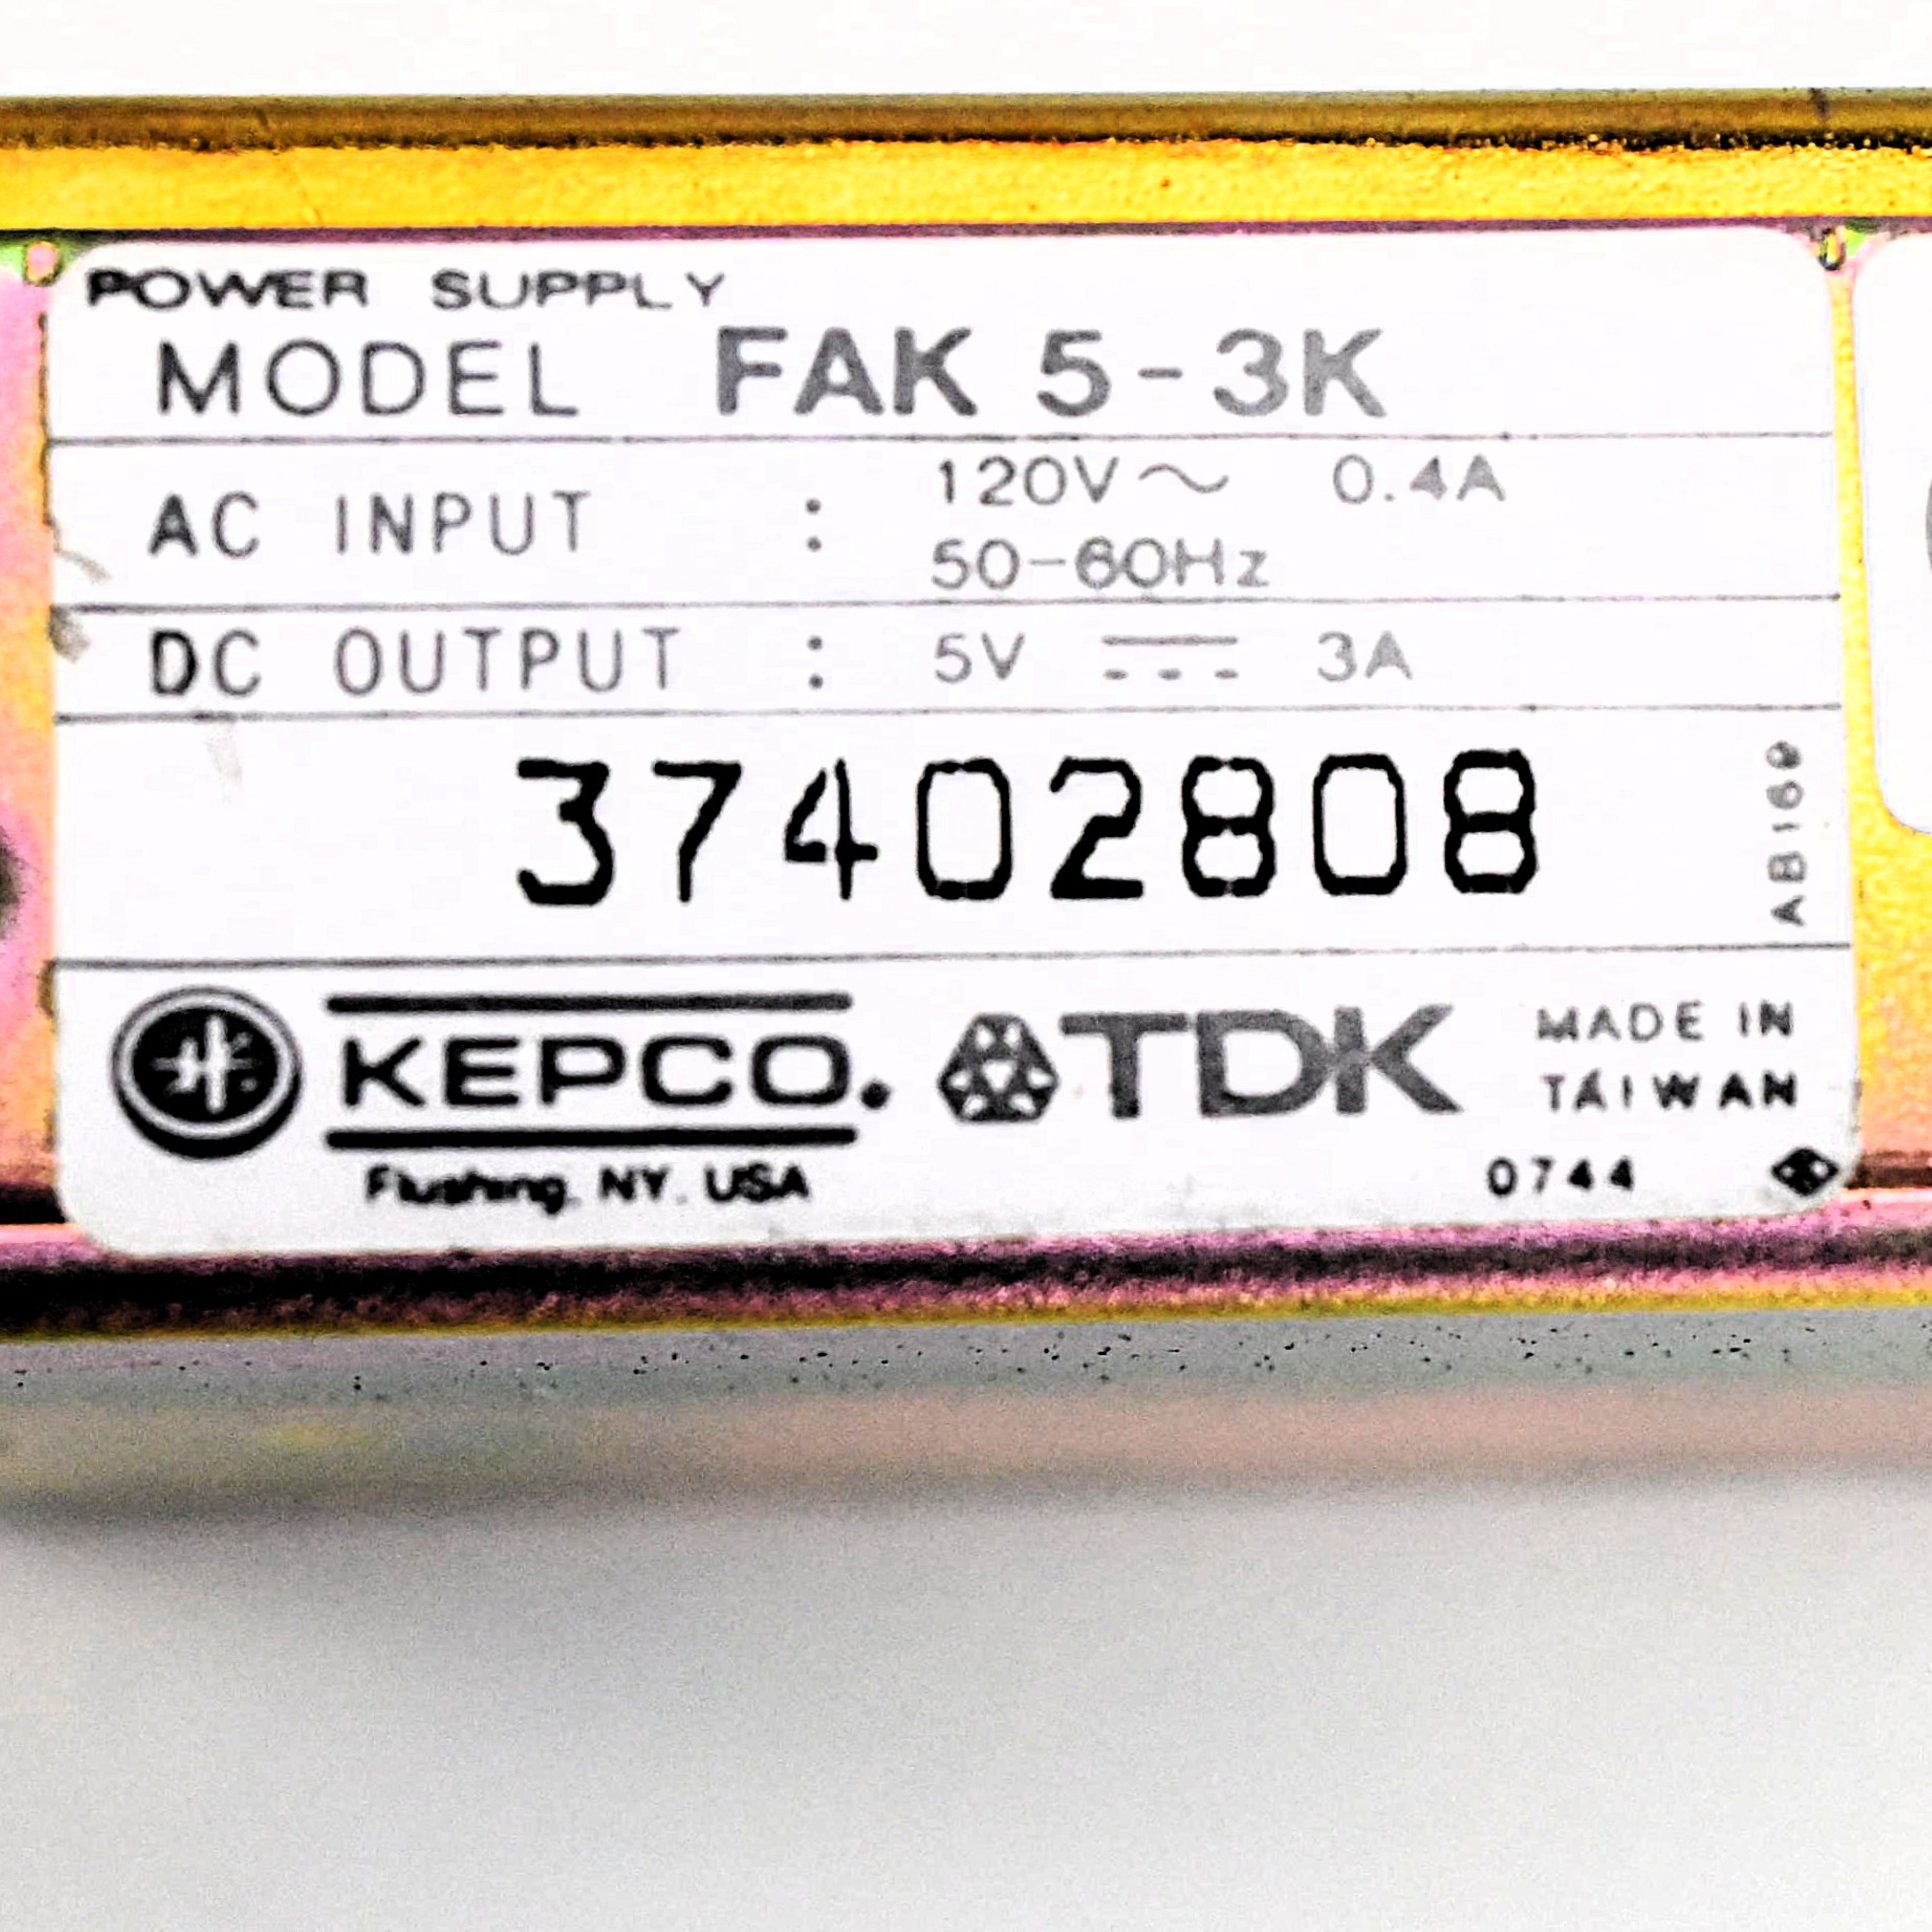 POWER SUPPLY
MODEL FAK 5-3K
AC INPUT : 120V～ 0.4A
50-60Hz
DC OUTPUT : 5V ⎓ 3A
37402808
AB160
KEPCO. TDK
MADE IN
TAIWAN
Flushing, NY. USA
0744